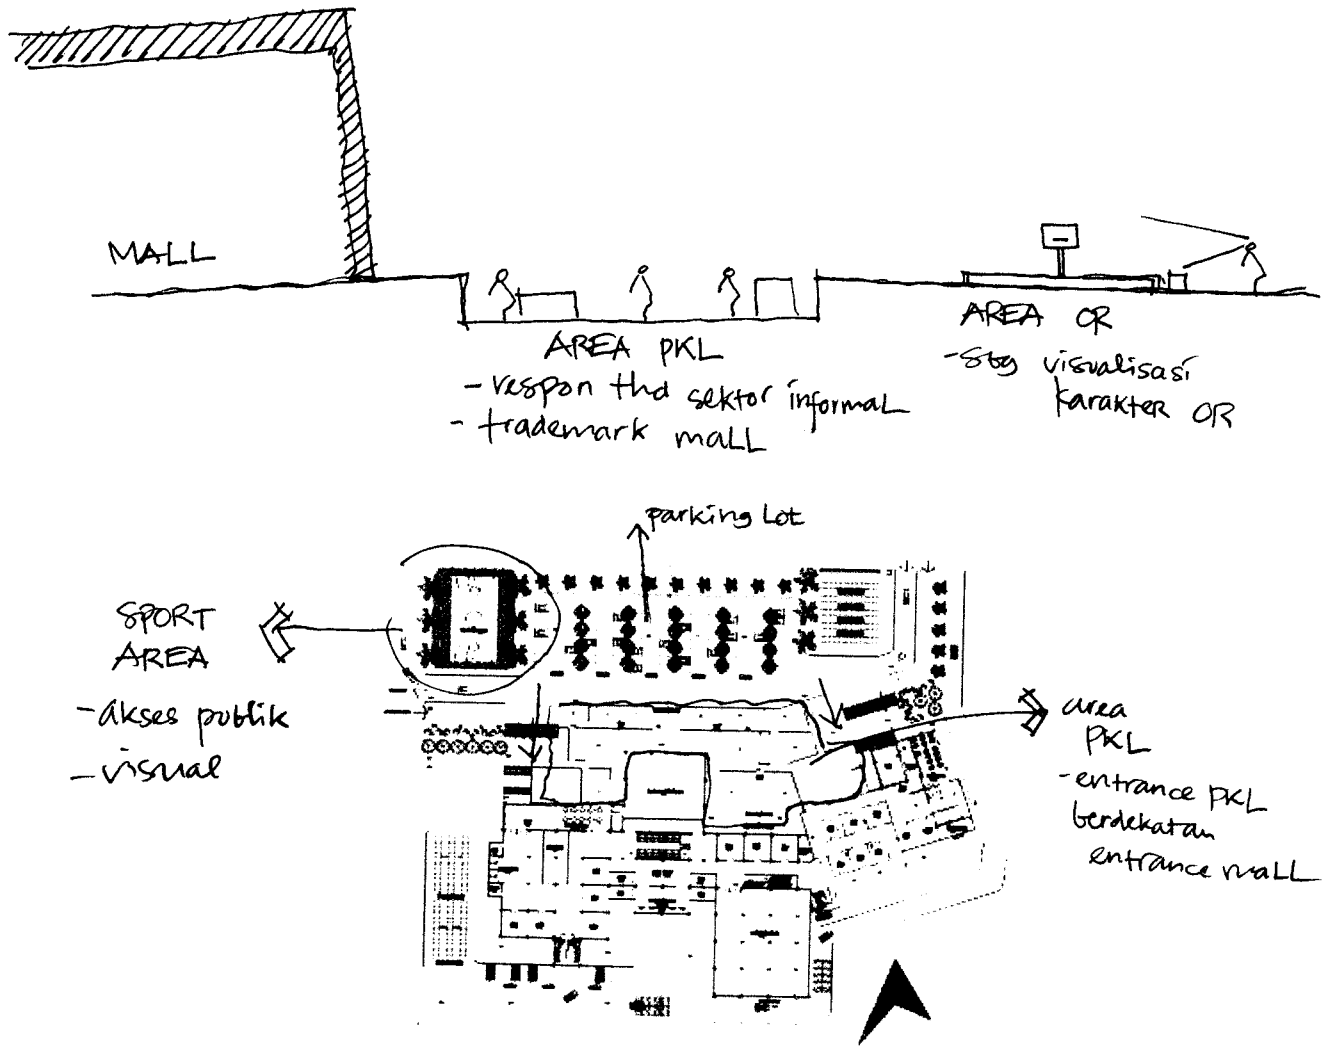 MALL
AREA PKL
- respon thd sektor informal
- trademark mall
AREA OR
- sbg visualisasi
karakter OR
parking lot
SPORT
AREA
- akses publik
- visual
area
PKL
- entrance PKL
berdekatan
entrance mall